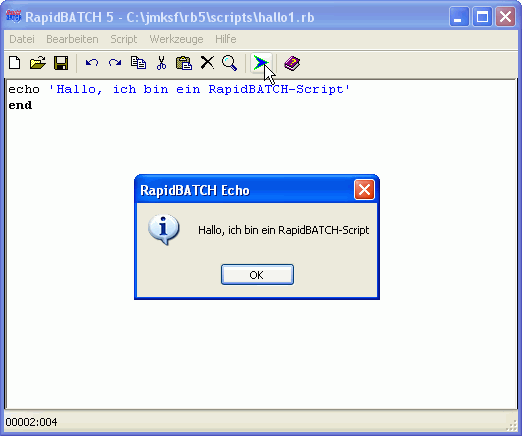 RapidBATCH 5 - C:\jmksf\rb5\scripts\hallo1.rb
Datei Bearbeiten Script Werkzeuge Hilfe
echo 'Hallo, ich bin ein RapidBATCH-Script'
end
RapidBATCH Echo
Hallo, ich bin ein RapidBATCH-Script
OK
00002:004